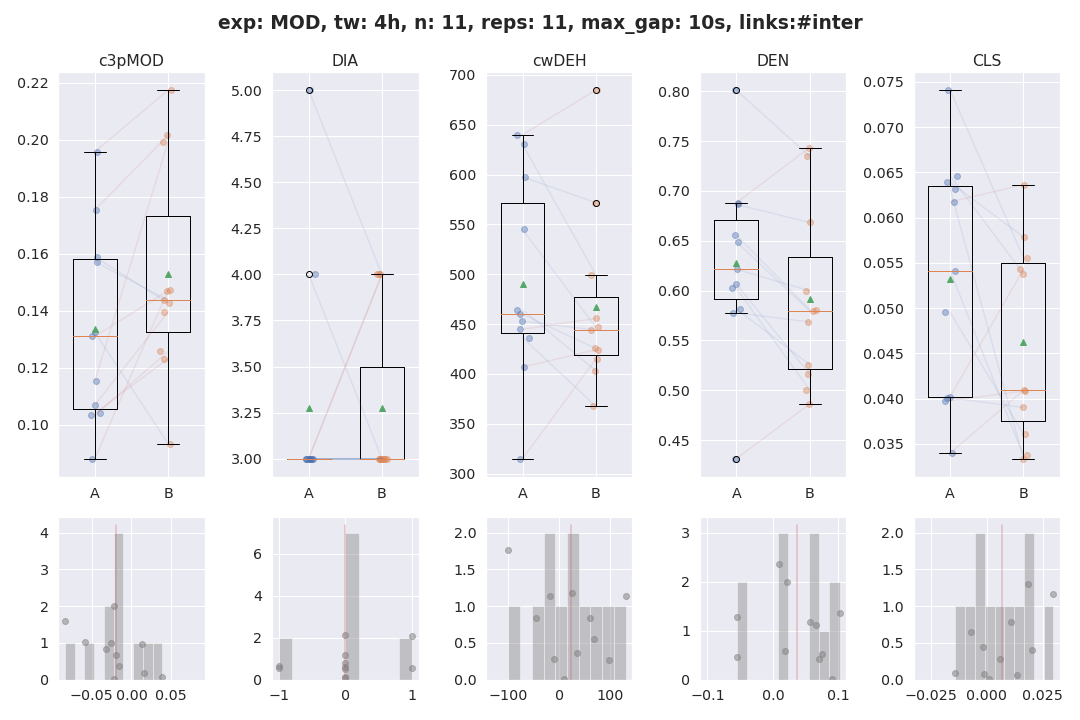 exp: MOD, tw: 4h, n: 11, reps: 11, max_gap: 10s, links:#inter
c3pMOD DIA cwDEH DEN CLS
0.22 0.20 0.18 0.16 0.14 0.12 0.10
A B
5.00 4.75 4.50 4.25 4.00 3.75 3.50 3.25 3.00
A B
700 650 600 550 500 450 400 350 300
A B
0.80 0.70 0.65 0.60 0.55 0.50 0.45
A B
0.075 0.070 0.065 0.060 0.055 0.050 0.045 0.040 0.035
A B
4 3 2 1 0
−0.05 0.00 0.05
6 4 2 0
−1 0 1
2.0 1.5 1.0 0.5 0.0
−100 0 100
3 2 1 0
−0.1 0.0 0.1
2.0 1.5 1.0 0.5 0.0
−0.025 0.000 0.025